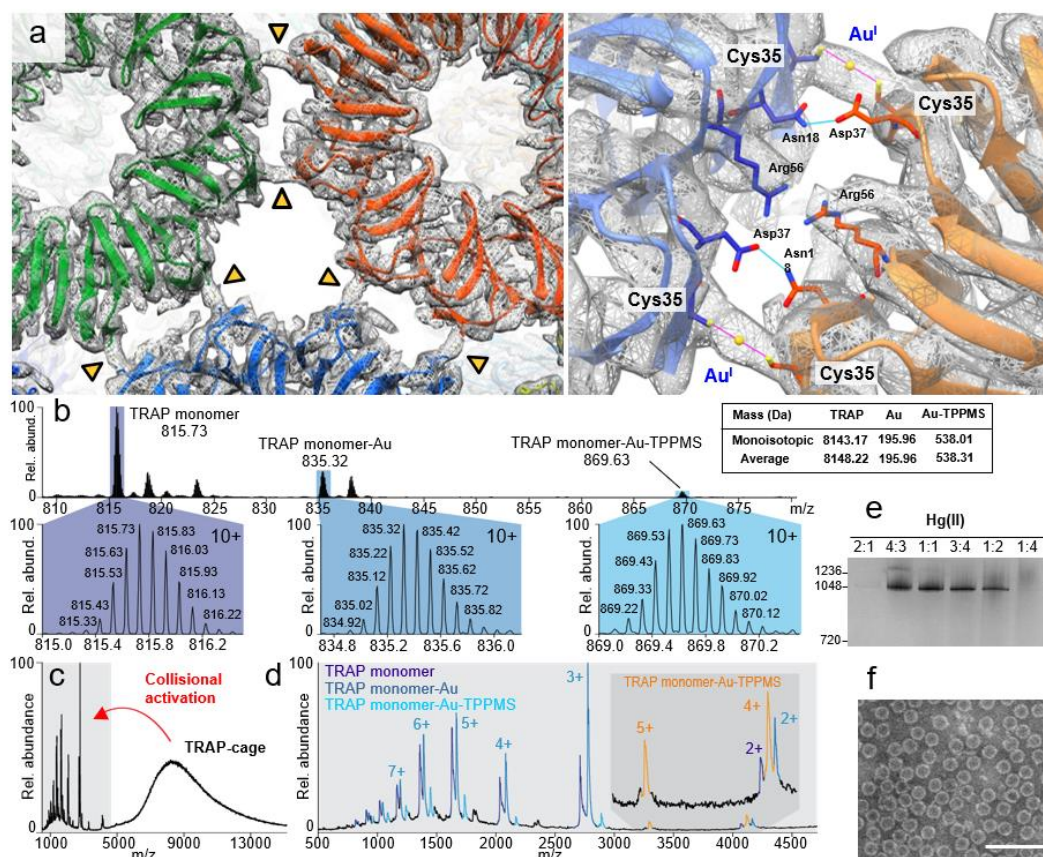 a
Cys35
Au^I
Cys35
Asn18
Asp37
Arg56
Arg56
Asp37
Asn1
8
Cys35
Cys35
Au^I
b
Rel. abund.
100
0
TRAP monomer
815.73
TRAP monomer-Au
835.32
TRAP monomer-Au-TPPMS
869.63
Mass (Da) TRAP Au Au-TPPMS
Monoisotopic 8143.17 195.96 538.01
Average 8148.22 195.96 538.31
810 815 820 825 830 835 840 845 850 855 860 865 870 875 m/z
Rel. abund.
100
0
10+
815.73
815.83
815.63
816.03
815.53
815.93
815.43
816.13
815.33
816.22
815.0 815.4 815.8 816.2
10+
835.32
835.42
835.22
835.52
835.12
835.62
835.02
835.72
834.92
835.82
834.8 835.2 835.6 836.0
100
0
10+
869.63
869.53
869.73
869.43
869.83
869.33
869.92
869.22
870.02
870.12
869.0 869.4 869.8 870.2
e
Hg(II)
2:1 4:3 1:1 3:4 1:2 1:4
1236
1048
720
c
Rel. abundance
100
0
Collisional
activation
TRAP-cage
1000 5000 9000 13000
m/z
d
Rel. abundance
100
0
TRAP monomer
TRAP monomer-Au
TRAP monomer-Au-TPPMS
7+
6+
5+
4+
3+
TRAP monomer-Au-TPPMS
5+
4+
2+
2+
500 1000 1500 2000 2500 3000 3500 4000 4500
m/z
f